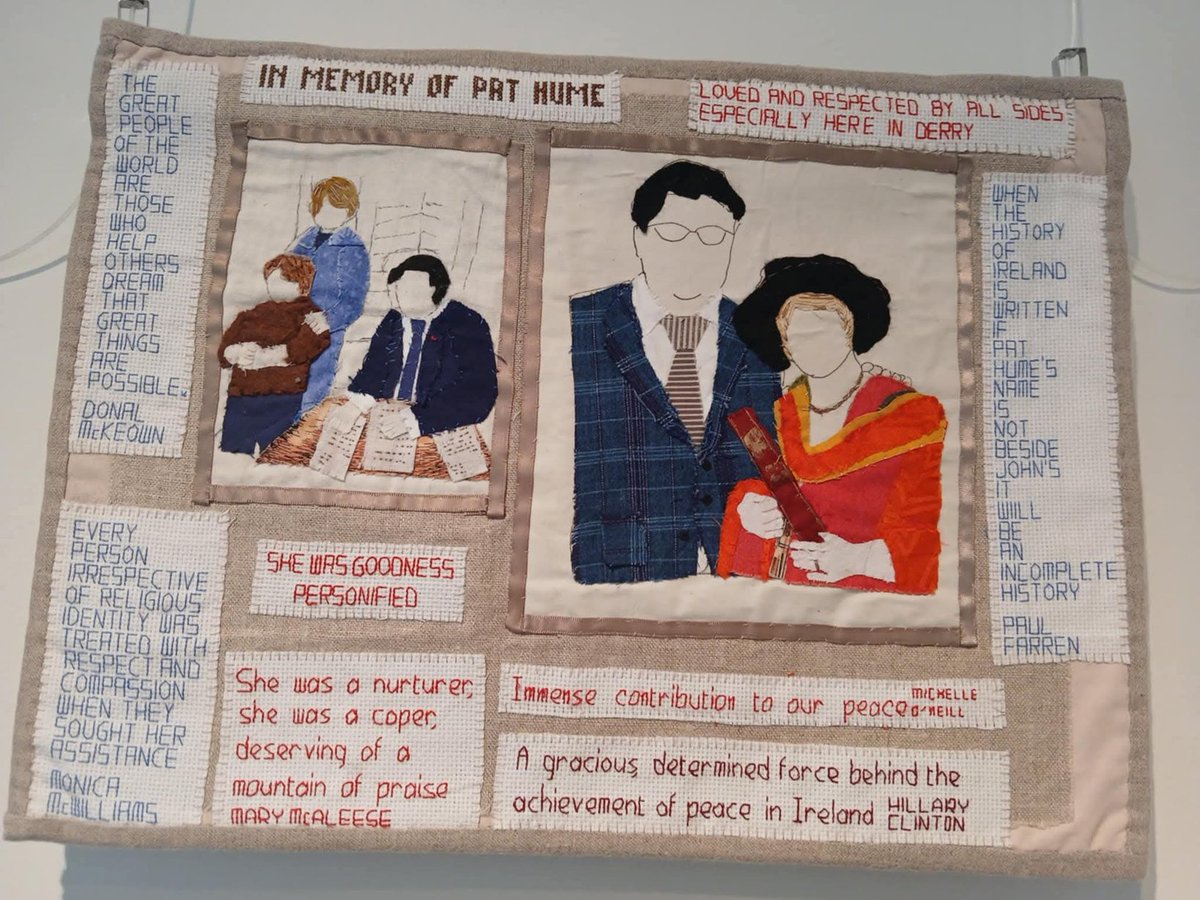 IN MEMORY OF PAT HUME
LOVED AND RESPECTED BY ALL SIDES
ESPECIALLY HERE IN DERRY
THE
GREAT
PEOPLE
OF THE
WORLD
ARE
THOSE
WHO
HELP
OTHERS
DREAM
THAT
GREAT
THINGS
ARE
POSSIBLE.
DONAL
McKEOWN
WHEN
THE
HISTORY
OF
IRELAND
IS
WRITTEN
IF
PAT
HUME'S
NAME
IS
NOT
BESIDE
JOHN'S
IT
WILL
BE
AN
INCOMPLETE
HISTORY
PAUL
FARREN
EVERY
PERSON
IRRESPECTIVE
OF RELIGIOUS
IDENTITY WAS
TREATED WITH
RESPECT AND
COMPASSION
WHEN THEY
SOUGHT HER
ASSISTANCE
MONICA
McWILLIAMS
SHE WAS GOODNESS
PERSONIFIED
She was a nurturer,
she was a coper,
deserving of a
mountain of praise
MARY McALEESE
Immense contribution to our peace MICHELLE
O'NEILL
A gracious, determined force behind the
achievement of peace in Ireland HILLARY
CLINTON